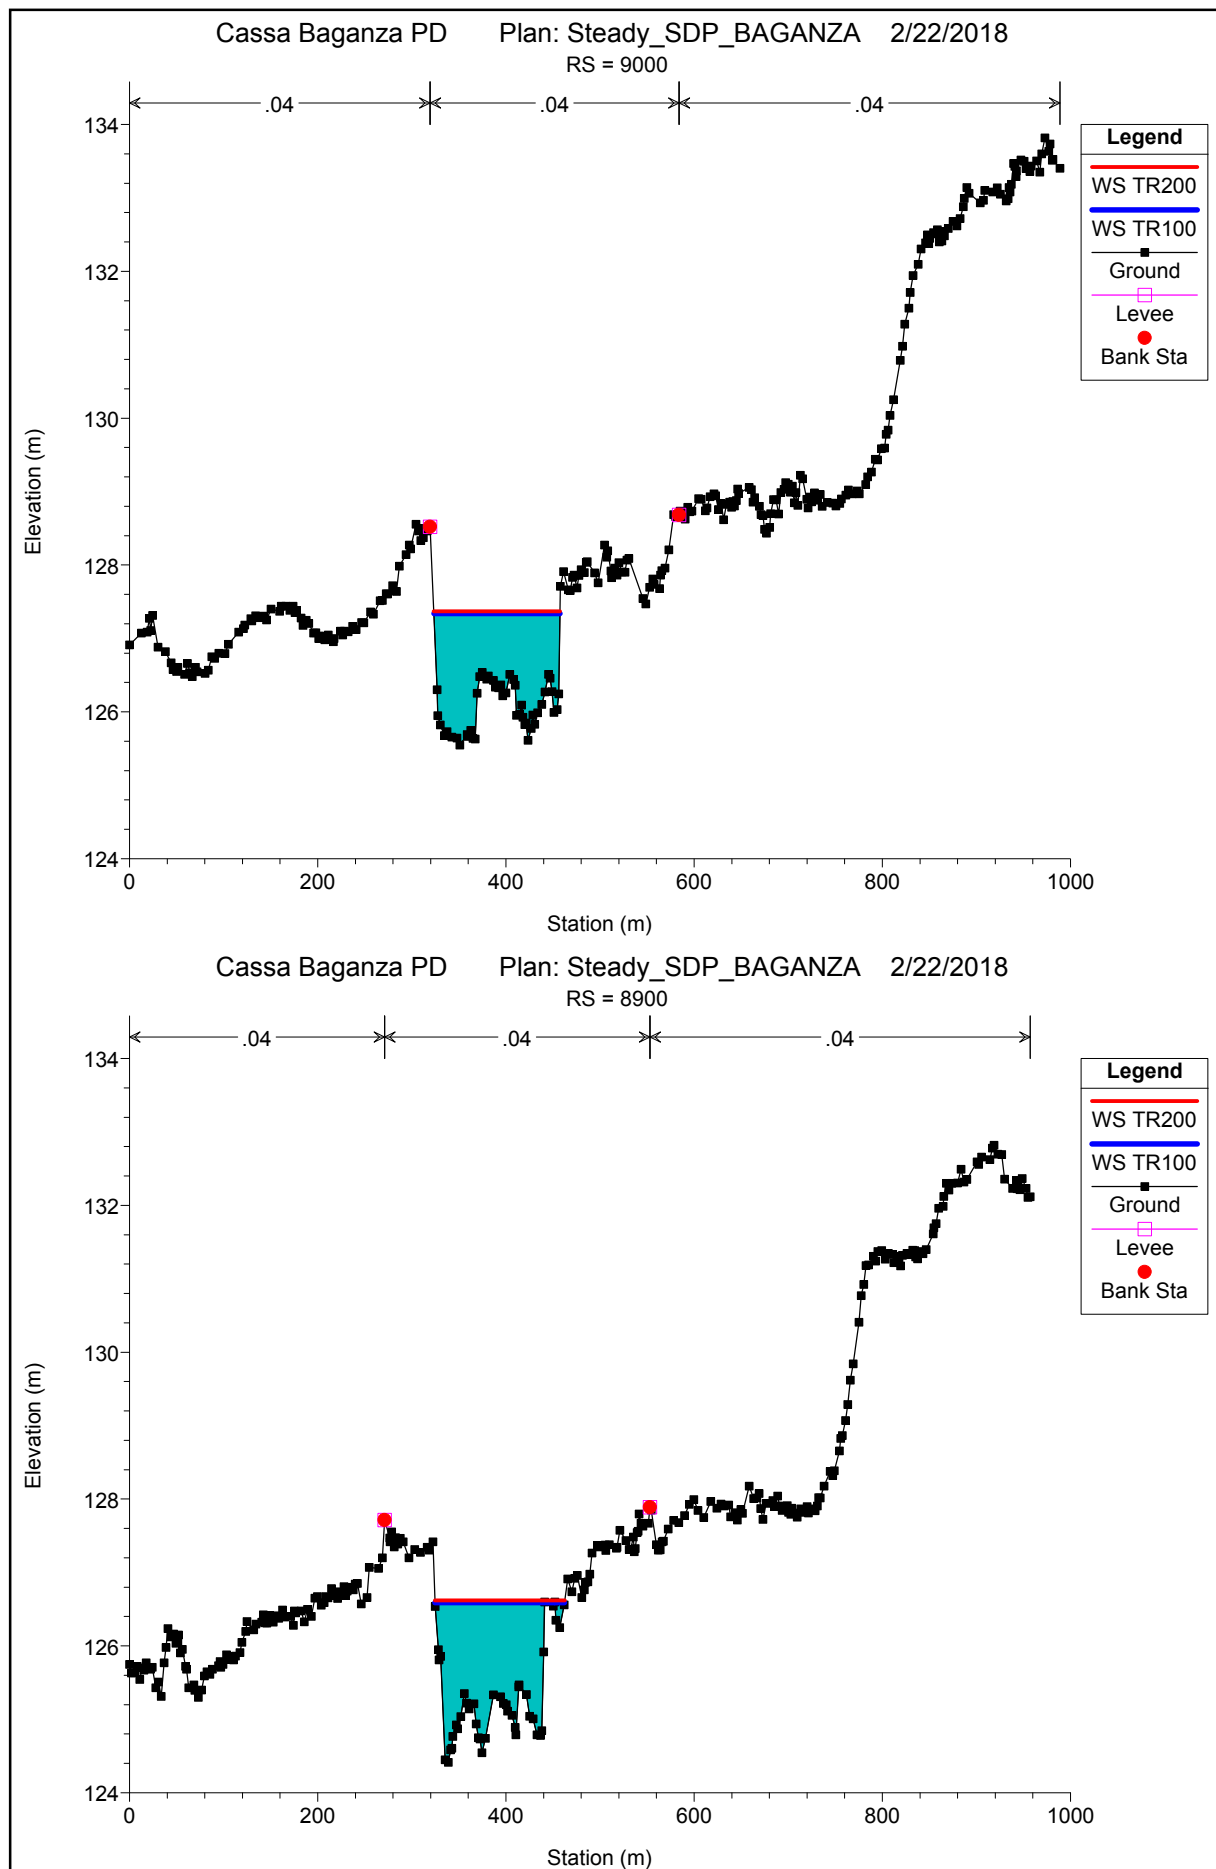 Cassa Baganza PD Plan: Steady_SDP_BAGANZA 2/22/2018
RS = 9000
.04 .04 .04
134
132
130
128
126
124
Elevation (m)
0 200 400 600 800 1000
Station (m)
Legend
WS TR200
WS TR100
Ground
Levee
Bank Sta
Cassa Baganza PD Plan: Steady_SDP_BAGANZA 2/22/2018
RS = 8900
.04 .04 .04
134
132
130
128
126
124
Elevation (m)
0 200 400 600 800 1000
Station (m)
Legend
WS TR200
WS TR100
Ground
Levee
Bank Sta